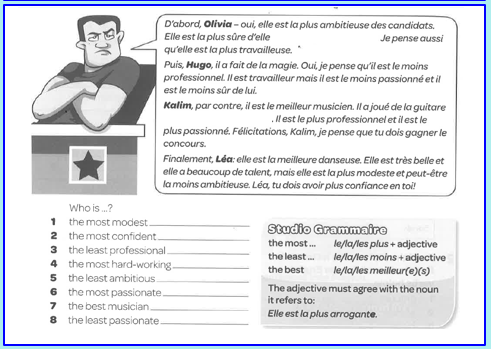 D'abord, Olivia – oui, elle est la plus ambitieuse des candidats.
Elle est la plus sûre d'elle Je pense aussi
qu'elle est la plus travailleuse.
Puis, Hugo, il a fait de la magie. Oui, je pense qu'il est le moins
professionnel. Il est travailleur mais il est le moins passionné et il
est le moins sûr de lui.
Kalim, par contre, il est le meilleur musicien. Il a joué de la guitare
. Il est le plus professionnel et il est le
plus passionné. Félicitations, Kalim, je pense que tu dois gagner le
concours.
Finalement, Léa: elle est la meilleure danseuse. Elle est très belle et
elle a beaucoup de talent, mais elle est la plus modeste et peut-être
la moins ambitieuse. Léa, tu dois avoir plus confiance en toi!
Who is ...?
1 the most modest
2 the most confident
3 the least professional
4 the most hard-working
5 the least ambitious
6 the most passionate
7 the best musician
8 the least passionate
Studio Grammaire
the most ... le/la/les plus + adjective
the least ... le/la/les moins + adjective
the best le/la/les meilleur(e)(s)
The adjective must agree with the noun
it refers to:
Elle est la plus arrogante.